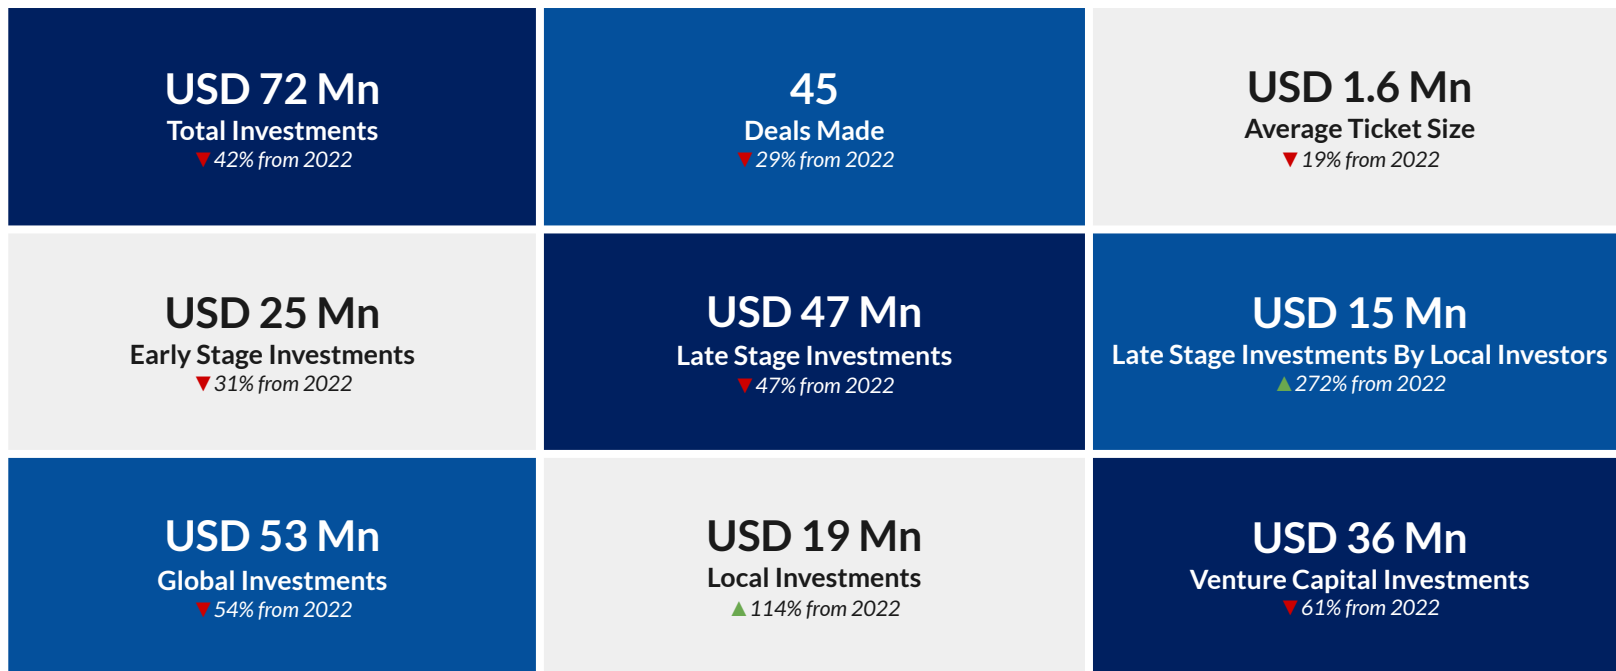 USD 72 Mn
Total Investments
▼42% from 2022
45
Deals Made
▼29% from 2022
USD 1.6 Mn
Average Ticket Size
▼19% from 2022
USD 25 Mn
Early Stage Investments
▼31% from 2022
USD 47 Mn
Late Stage Investments
▼47% from 2022
USD 15 Mn
Late Stage Investments By Local Investors
▲272% from 2022
USD 53 Mn
Global Investments
▼54% from 2022
USD 19 Mn
Local Investments
▲114% from 2022
USD 36 Mn
Venture Capital Investments
▼61% from 2022